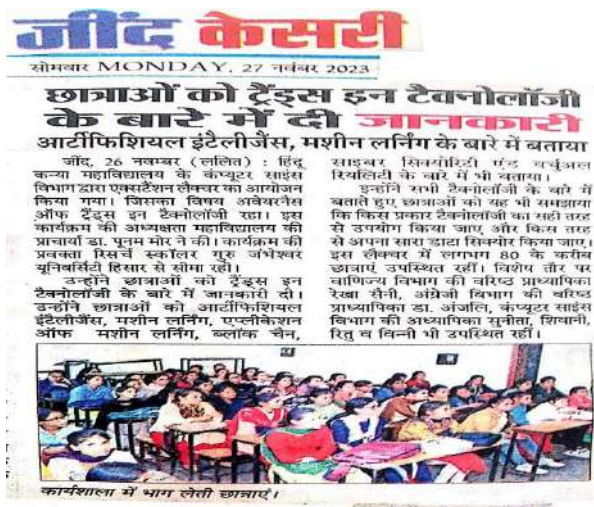 जींद केसरी
सोमवार MONDAY, 27 नवंबर 2023
छात्राओं को ट्रैंड्स इन टैक्नोलॉजी
के बारे में दी जानकारी
आर्टीफिशियल इंटैलीजैंस, मशीन लर्निंग के बारे में बताया
जींद, 26 नवम्बर (ललित) : हिंदू
कन्या महाविद्यालय के कंप्यूटर साइंस
विभाग द्वारा एक्सटैंशन लैक्चर का आयोजन
किया गया। जिसका विषय अवेयरनैस
ऑफ ट्रैंड्स इन टैक्नोलॉजी रहा। इस
कार्यक्रम की अध्यक्षता महाविद्यालय की
प्राचार्या डा. पूनम मोर ने की। कार्यक्रम की
प्रवक्ता रिसर्च स्कॉलर गुरु जंभेश्वर
यूनिवर्सिटी हिसार से सीमा रही।
उन्होंने छात्राओं को ट्रैंड्स इन
टैक्नोलॉजी के बारे में जानकारी दी।
उन्होंने छात्राओं को आर्टीफिशियल
इंटैलीजैंस, मशीन लर्निंग, एप्लीकेशन
ऑफ मशीन लर्निंग, ब्लॉक चैन,
साइबर सिक्योरिटी एंड वर्चुअल
रियलिटी के बारे में भी बताया।
इन्होंने सभी टैक्नोलॉजी के बारे में
बताते हुए छात्राओं को यह भी समझाया
कि किस प्रकार टैक्नोलॉजी का सही तरह
से उपयोग किया जाए और किस तरह
से अपना सारा डाटा सिक्योर किया जाए।
इस लैक्चर में लगभग 80 के करीब
छात्राएं उपस्थित रहीं। विशेष तौर पर
वाणिज्य विभाग की वरिष्ठ प्राध्यापिका
रेखा सैनी, अंग्रेजी विभाग की वरिष्ठ
प्राध्यापिका डा. अंजलि, कंप्यूटर साइंस
विभाग की अध्यापिका सुनीता, शिवानी,
रितु व विन्नी भी उपस्थित रहीं।
कार्यशाला में भाग लेती छात्राएं।